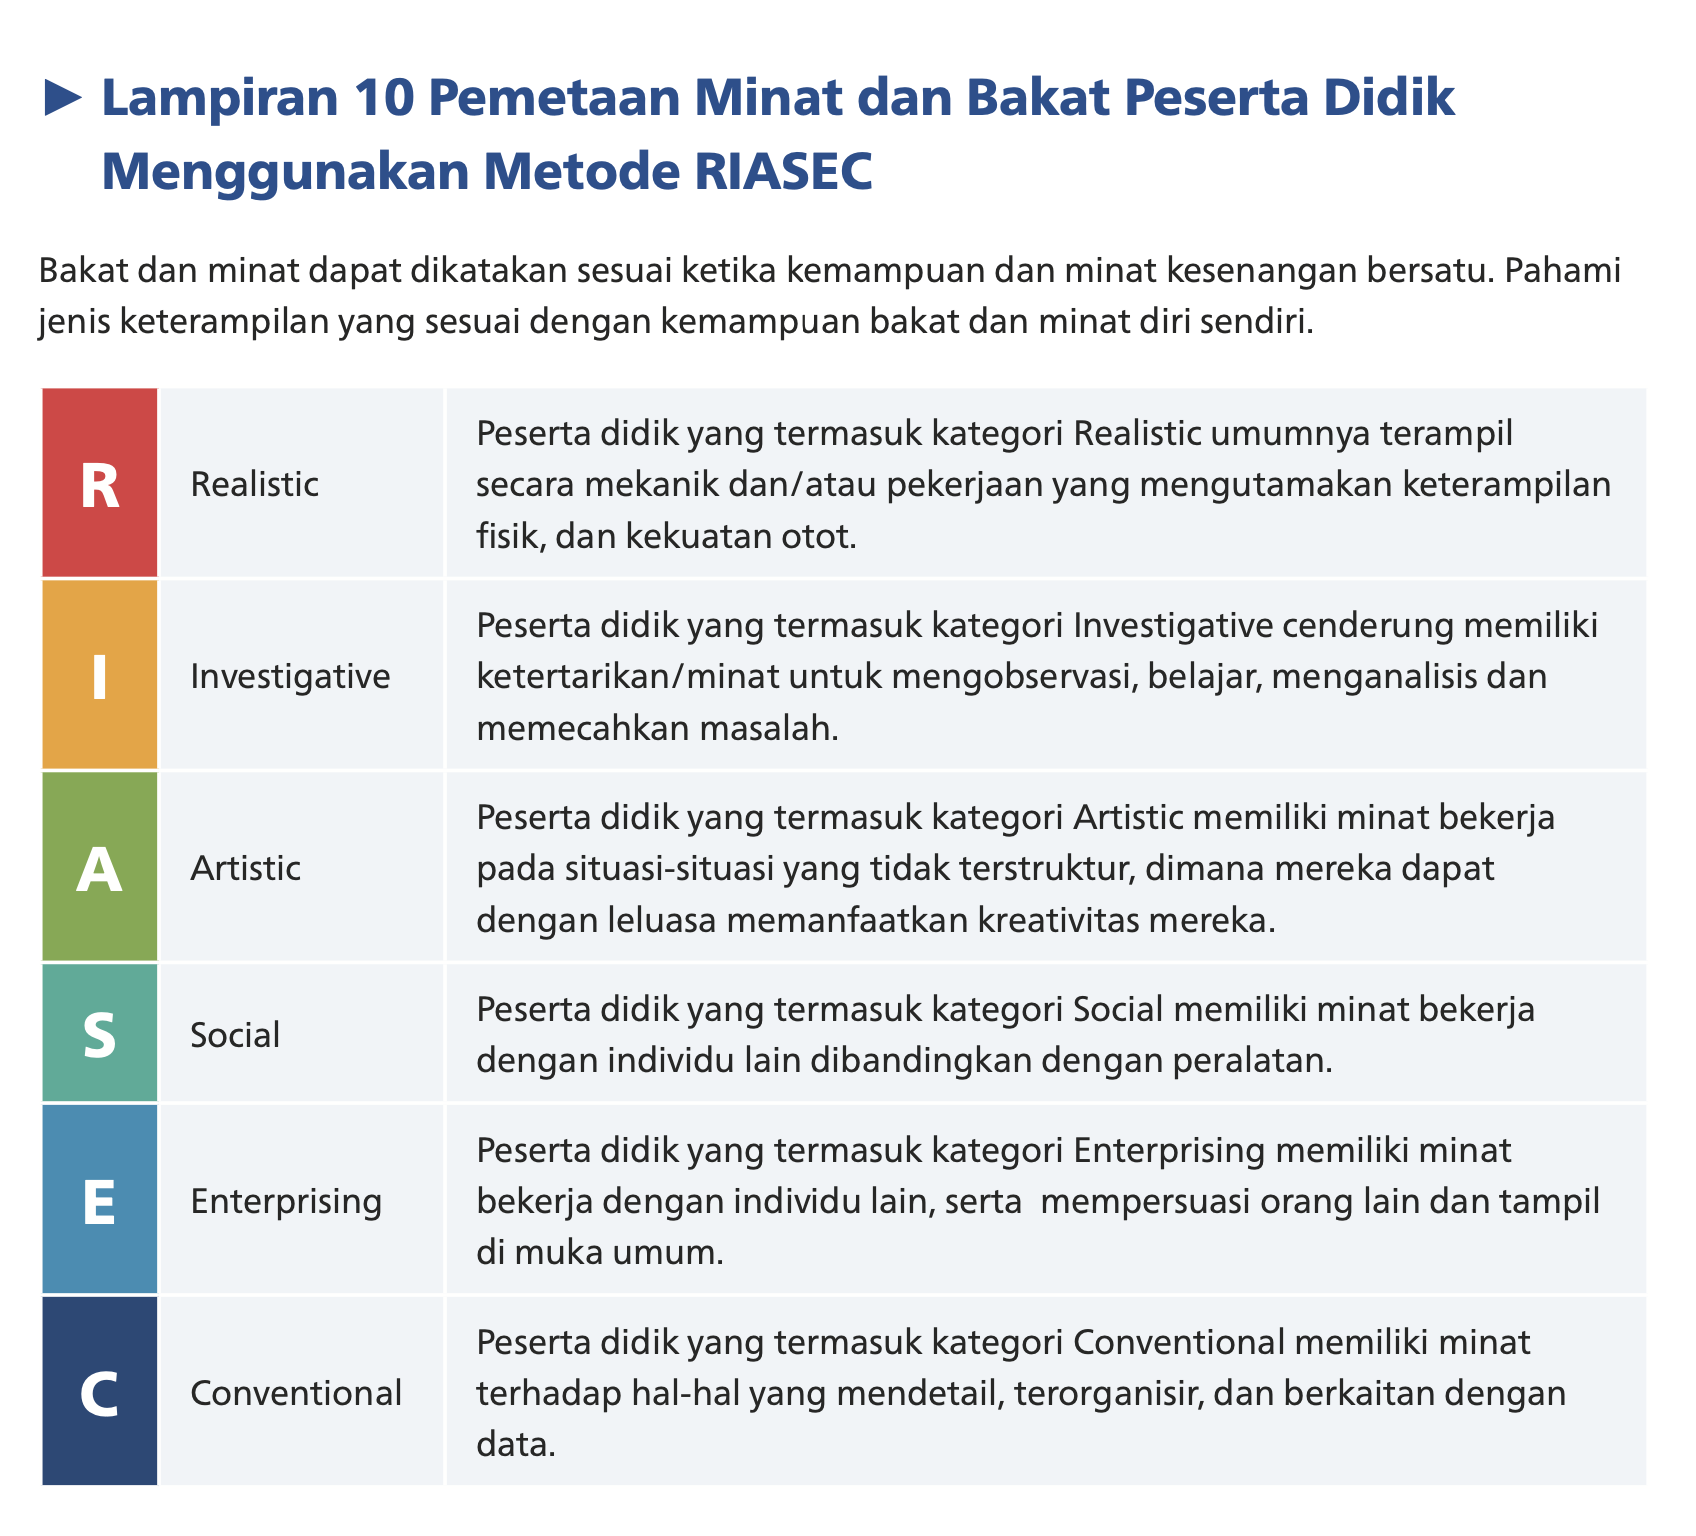 ► Lampiran 10 Pemetaan Minat dan Bakat Peserta Didik
Menggunakan Metode RIASEC
Bakat dan minat dapat dikatakan sesuai ketika kemampuan dan minat kesenangan bersatu. Pahami
jenis keterampilan yang sesuai dengan kemampuan bakat dan minat diri sendiri.
R
Realistic
Peserta didik yang termasuk kategori Realistic umumnya terampil
secara mekanik dan/atau pekerjaan yang mengutamakan keterampilan
fisik, dan kekuatan otot.
I
Investigative
Peserta didik yang termasuk kategori Investigative cenderung memiliki
ketertarikan/minat untuk mengobservasi, belajar, menganalisis dan
memecahkan masalah.
A
Artistic
Peserta didik yang termasuk kategori Artistic memiliki minat bekerja
pada situasi-situasi yang tidak terstruktur, dimana mereka dapat
dengan leluasa memanfaatkan kreativitas mereka.
S
Social
Peserta didik yang termasuk kategori Social memiliki minat bekerja
dengan individu lain dibandingkan dengan peralatan.
E
Enterprising
Peserta didik yang termasuk kategori Enterprising memiliki minat
bekerja dengan individu lain, serta  mempersuasi orang lain dan tampil
di muka umum.
C
Conventional
Peserta didik yang termasuk kategori Conventional memiliki minat
terhadap hal-hal yang mendetail, terorganisir, dan berkaitan dengan
data.